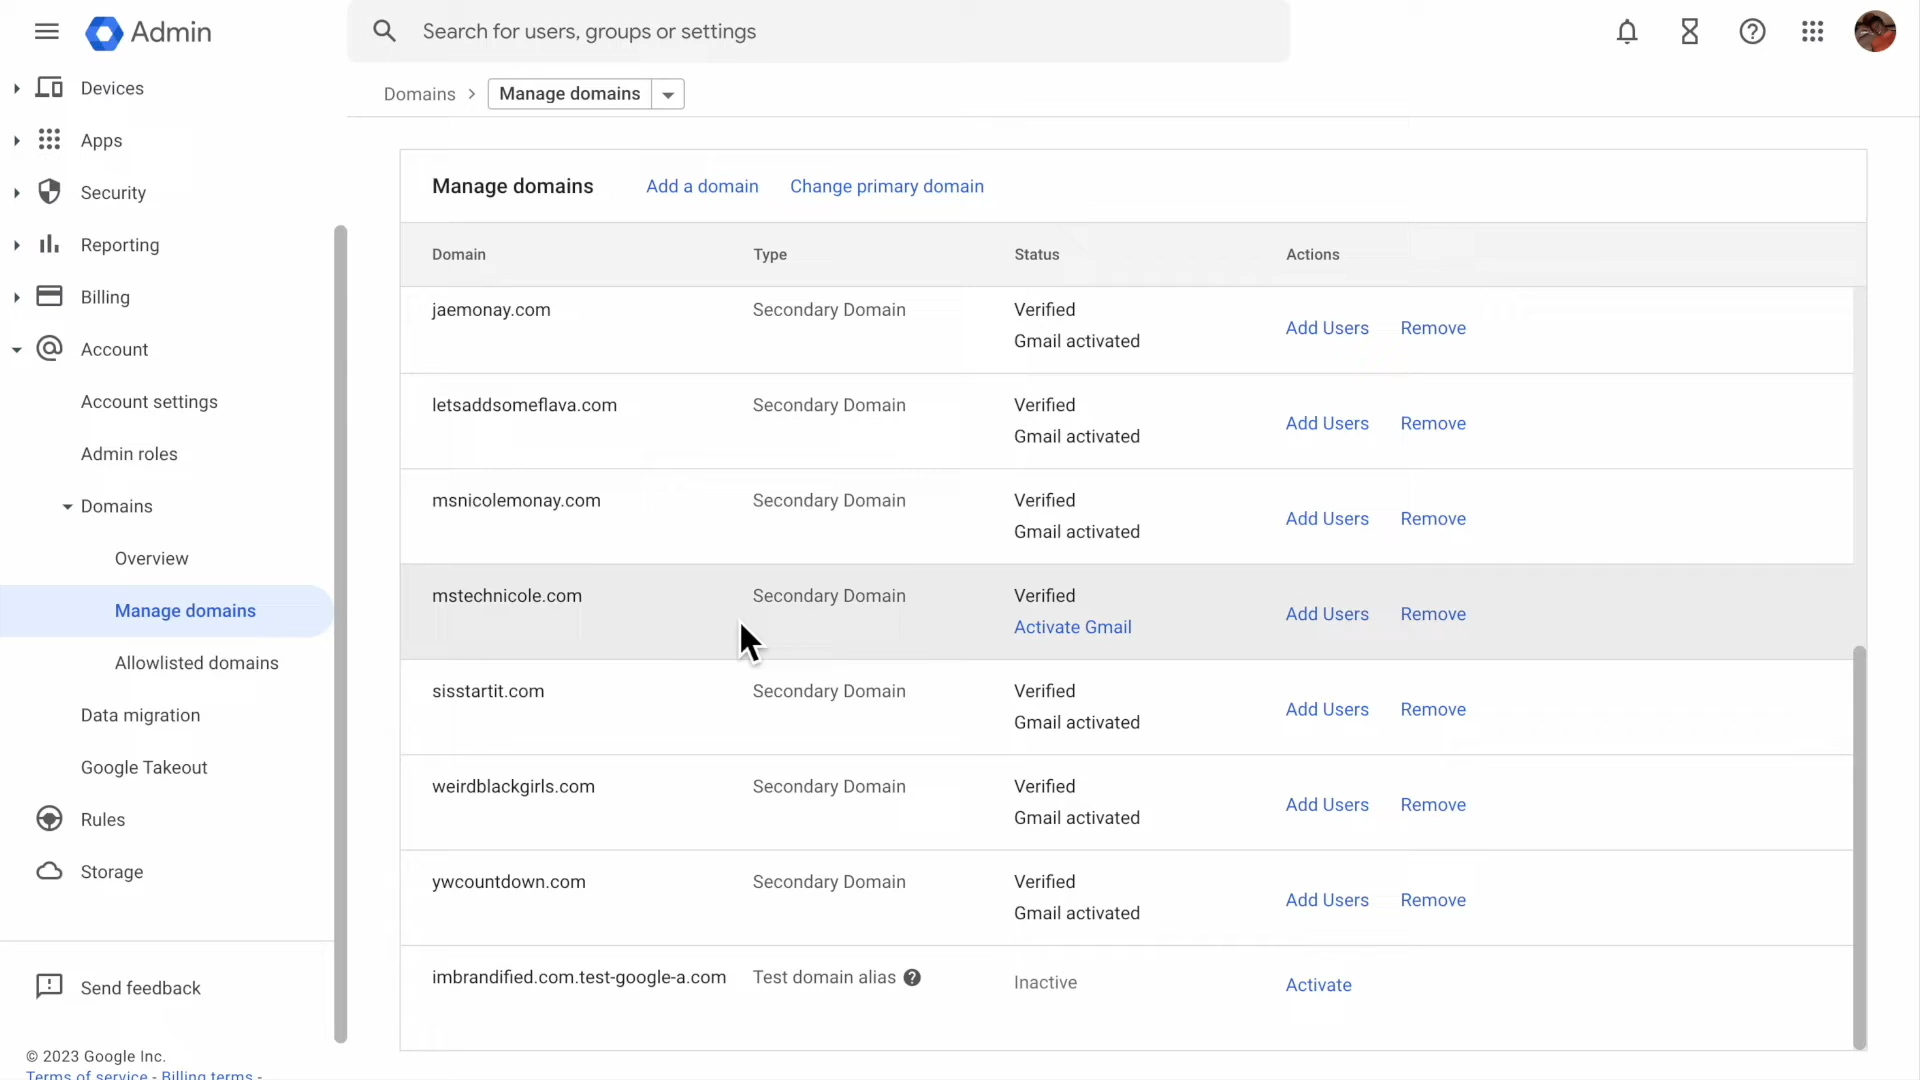 Admin
Search for users, groups or settings
Devices
Apps
Security
Reporting
Billing
Account
Account settings
Admin roles
Domains
Overview
Manage domains
Allowlisted domains
Data migration
Google Takeout
Rules
Storage
Send feedback
© 2023 Google Inc.
Terms of service - Billing terms -
Domains > Manage domains
Manage domains Add a domain Change primary domain
Domain Type Status Actions
jaemonay.com Secondary Domain Verified
Gmail activated
Add Users Remove
letsaddsomeflava.com Secondary Domain Verified
Gmail activated
Add Users Remove
msnicolemonay.com Secondary Domain Verified
Gmail activated
Add Users Remove
mstechnicole.com Secondary Domain Verified
Activate Gmail
Add Users Remove
sisstartit.com Secondary Domain Verified
Gmail activated
Add Users Remove
weirdblackgirls.com Secondary Domain Verified
Gmail activated
Add Users Remove
ywcountdown.com Secondary Domain Verified
Gmail activated
Add Users Remove
imbrandified.com.test-google-a.com Test domain alias ? Inactive Activate